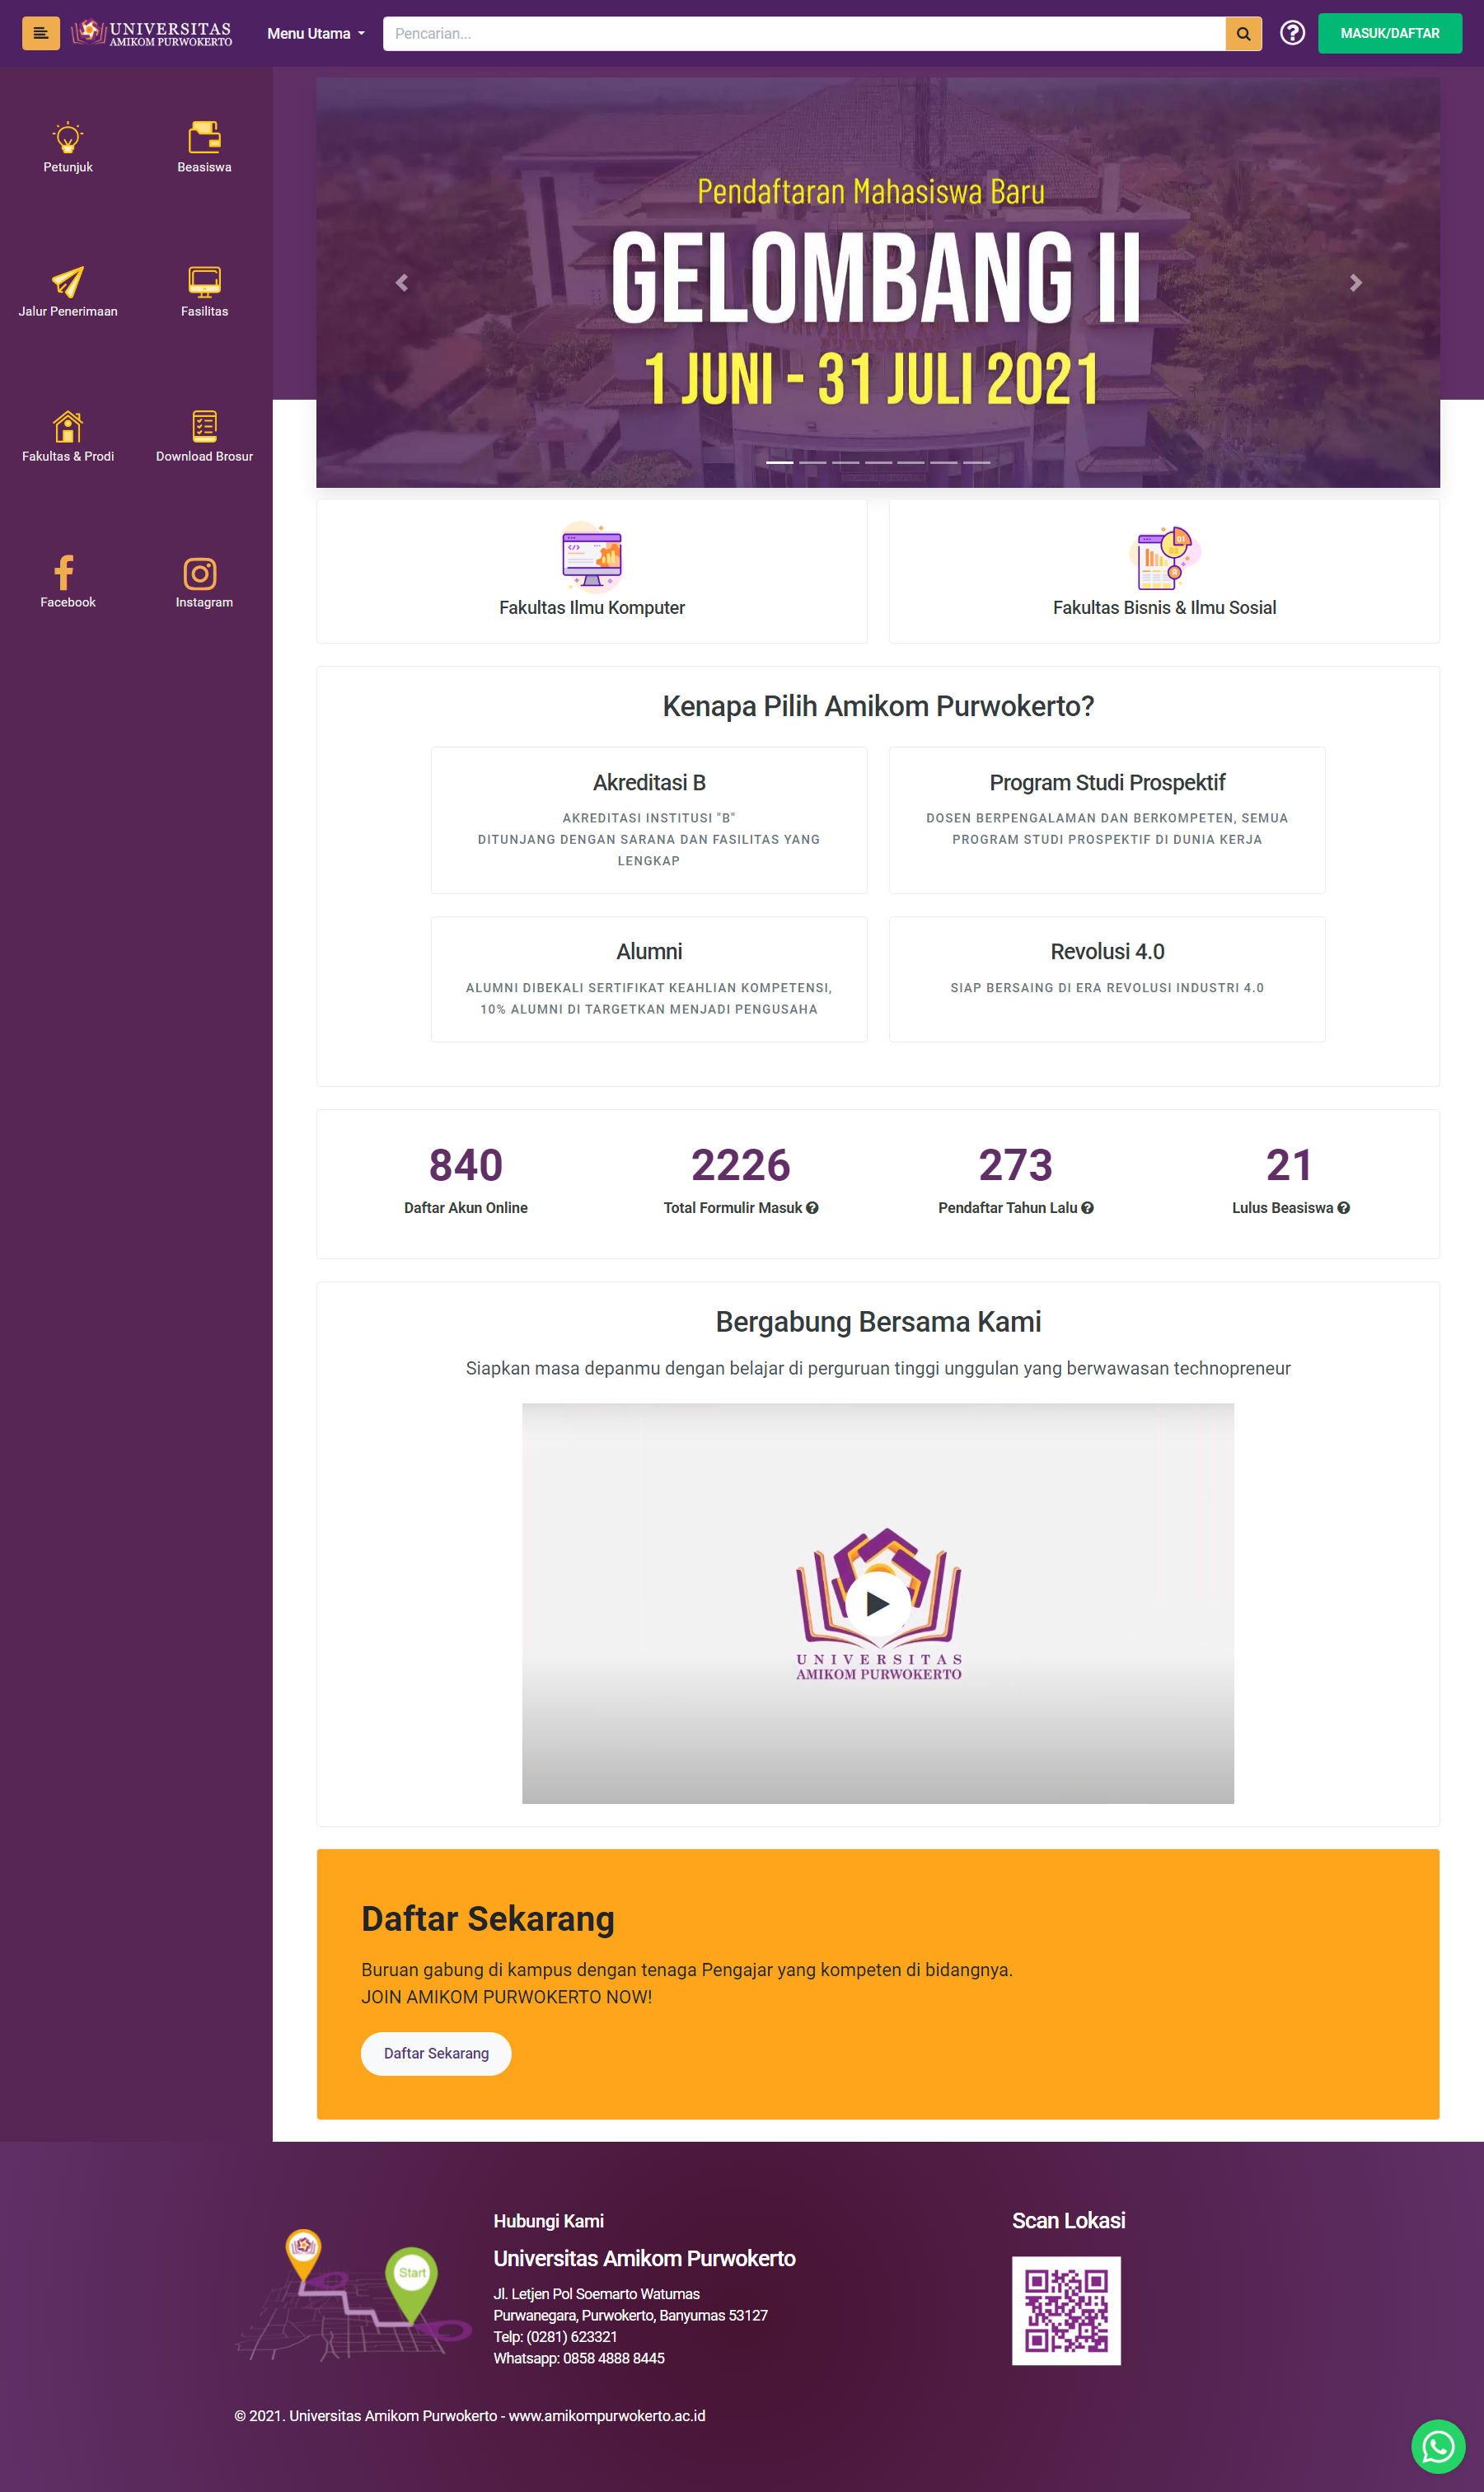 UNIVERSITAS
AMIKOM PURWOKERTO
Menu Utama
Pencarian...
MASUK/DAFTAR
Petunjuk
Beasiswa
Jalur Penerimaan
Fasilitas
Fakultas & Prodi
Download Brosur
Facebook
Instagram
Pendaftaran Mahasiswa Baru
GELOMBANG II
1 JUNI - 31 JULI 2021
Fakultas Ilmu Komputer
Fakultas Bisnis & Ilmu Sosial
Kenapa Pilih Amikom Purwokerto?
Akreditasi B
AKREDITASI INSTITUSI "B"
DITUNJANG DENGAN SARANA DAN FASILITAS YANG
LENGKAP
Program Studi Prospektif
DOSEN BERPENGALAMAN DAN BERKOMPETEN, SEMUA
PROGRAM STUDI PROSPEKTIF DI DUNIA KERJA
Alumni
ALUMNI DIBEKALI SERTIFIKAT KEAHLIAN KOMPETENSI,
10% ALUMNI DI TARGETKAN MENJADI PENGUSAHA
Revolusi 4.0
SIAP BERSAING DI ERA REVOLUSI INDUSTRI 4.0
840
Daftar Akun Online
2226
Total Formulir Masuk
273
Pendaftar Tahun Lalu
21
Lulus Beasiswa
Bergabung Bersama Kami
Siapkan masa depanmu dengan belajar di perguruan tinggi unggulan yang berwawasan technopreneur
UNIVERSITAS
AMIKOM PURWOKERTO
Daftar Sekarang
Buruan gabung di kampus dengan tenaga Pengajar yang kompeten di bidangnya.
JOIN AMIKOM PURWOKERTO NOW!
Daftar Sekarang
Start
Hubungi Kami
Universitas Amikom Purwokerto
Jl. Letjen Pol Soemarto Watumas
Purwanegara, Purwokerto, Banyumas 53127
Telp: (0281) 623321
Whatsapp: 0858 4888 8445
Scan Lokasi
© 2021. Universitas Amikom Purwokerto - www.amikompurwokerto.ac.id